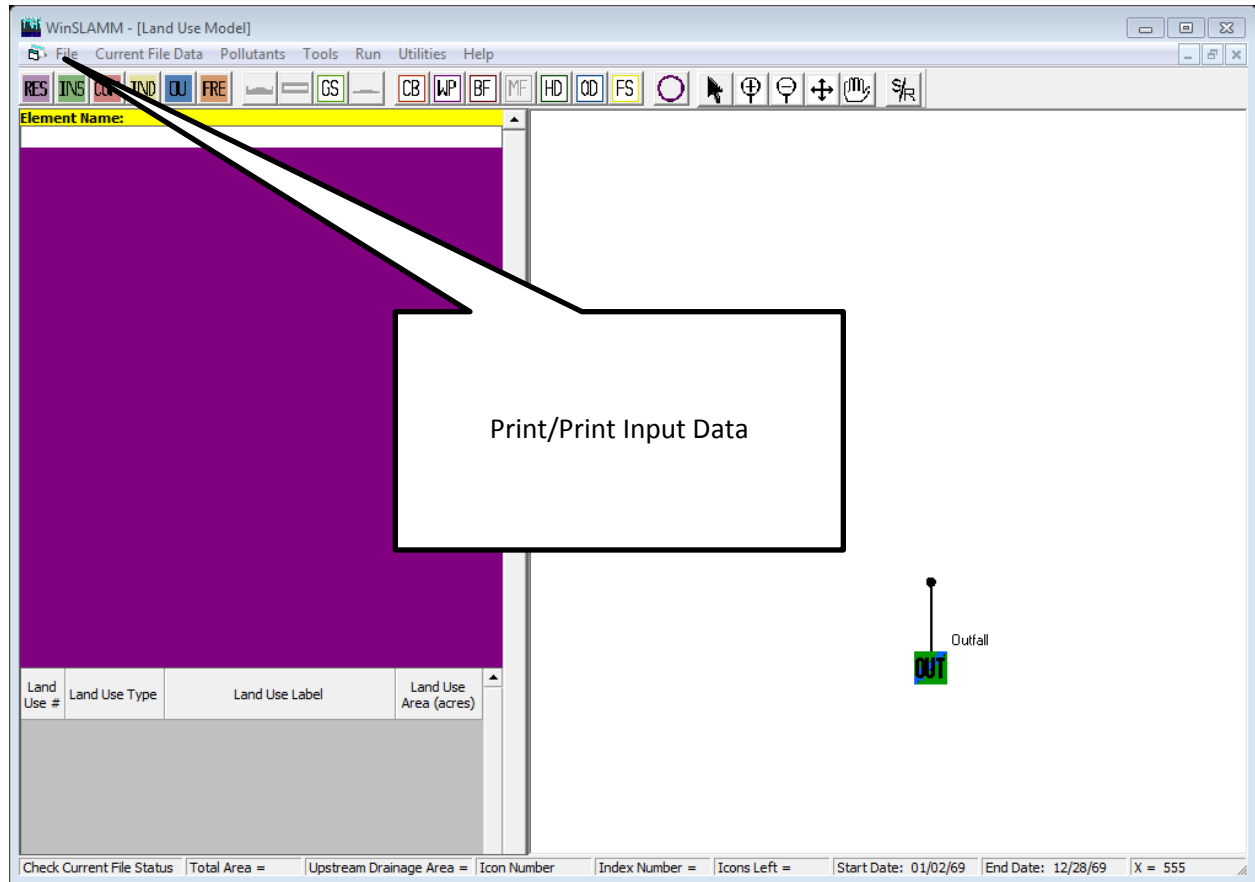 WinSLAMM - [Land Use Model]
File Current File Data Pollutants Tools Run Utilities Help
RES INS IND OU FRE GS CB WP BF MF HD OD FS S/R
Element Name:
Print/Print Input Data
Outfall
OUT
Land Use # Land Use Type Land Use Label Land Use Area (acres)
Check Current File Status Total Area = Upstream Drainage Area = Icon Number Index Number = Icons Left = Start Date: 01/02/69 End Date: 12/28/69 X = 555